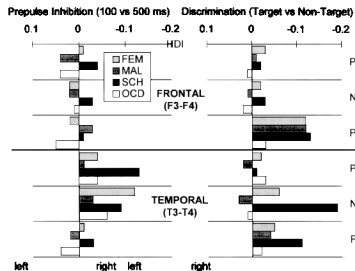 Prepulse Inhibition (100 vs 500 ms) Discrimination (Target vs Non-Target)
0.1 0 -0.1 -0.2 0.1 0 -0.1 -0.2
HDI
FEM
MAL
SCH
OCD
FRONTAL
(F3-F4)
P
N
P
TEMPORAL
(T3-T4)
P
N
P
left right left right